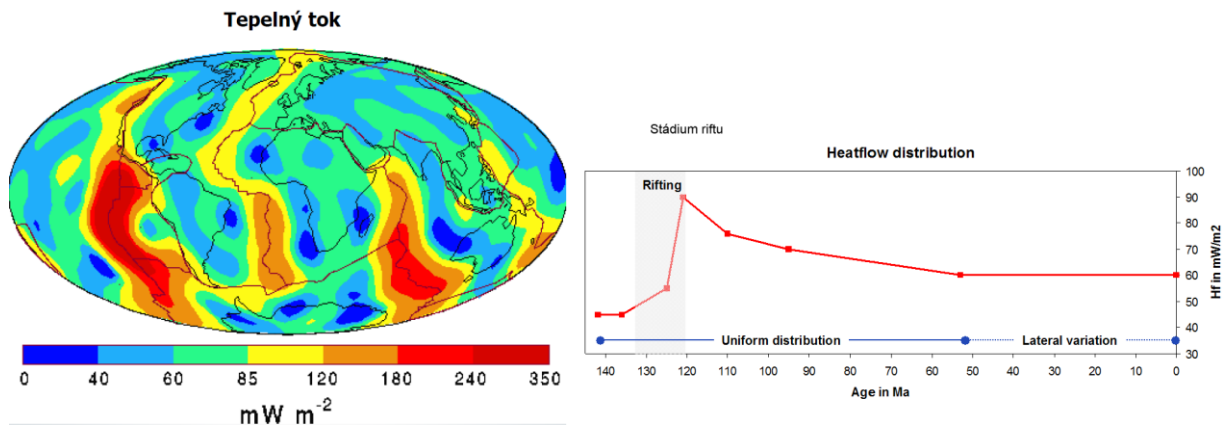 Tepelný tok
0 40 60 85 120 180 240 350
mW m-2
Stádium riftu
Heatflow distribution
Rifting
100
90
80
70
60
50
40
30
Hf in mW/m2
Uniform distribution
Lateral variation
140 130 120 110 100 90 80 70 60 50 40 30 20 10 0
Age in Ma